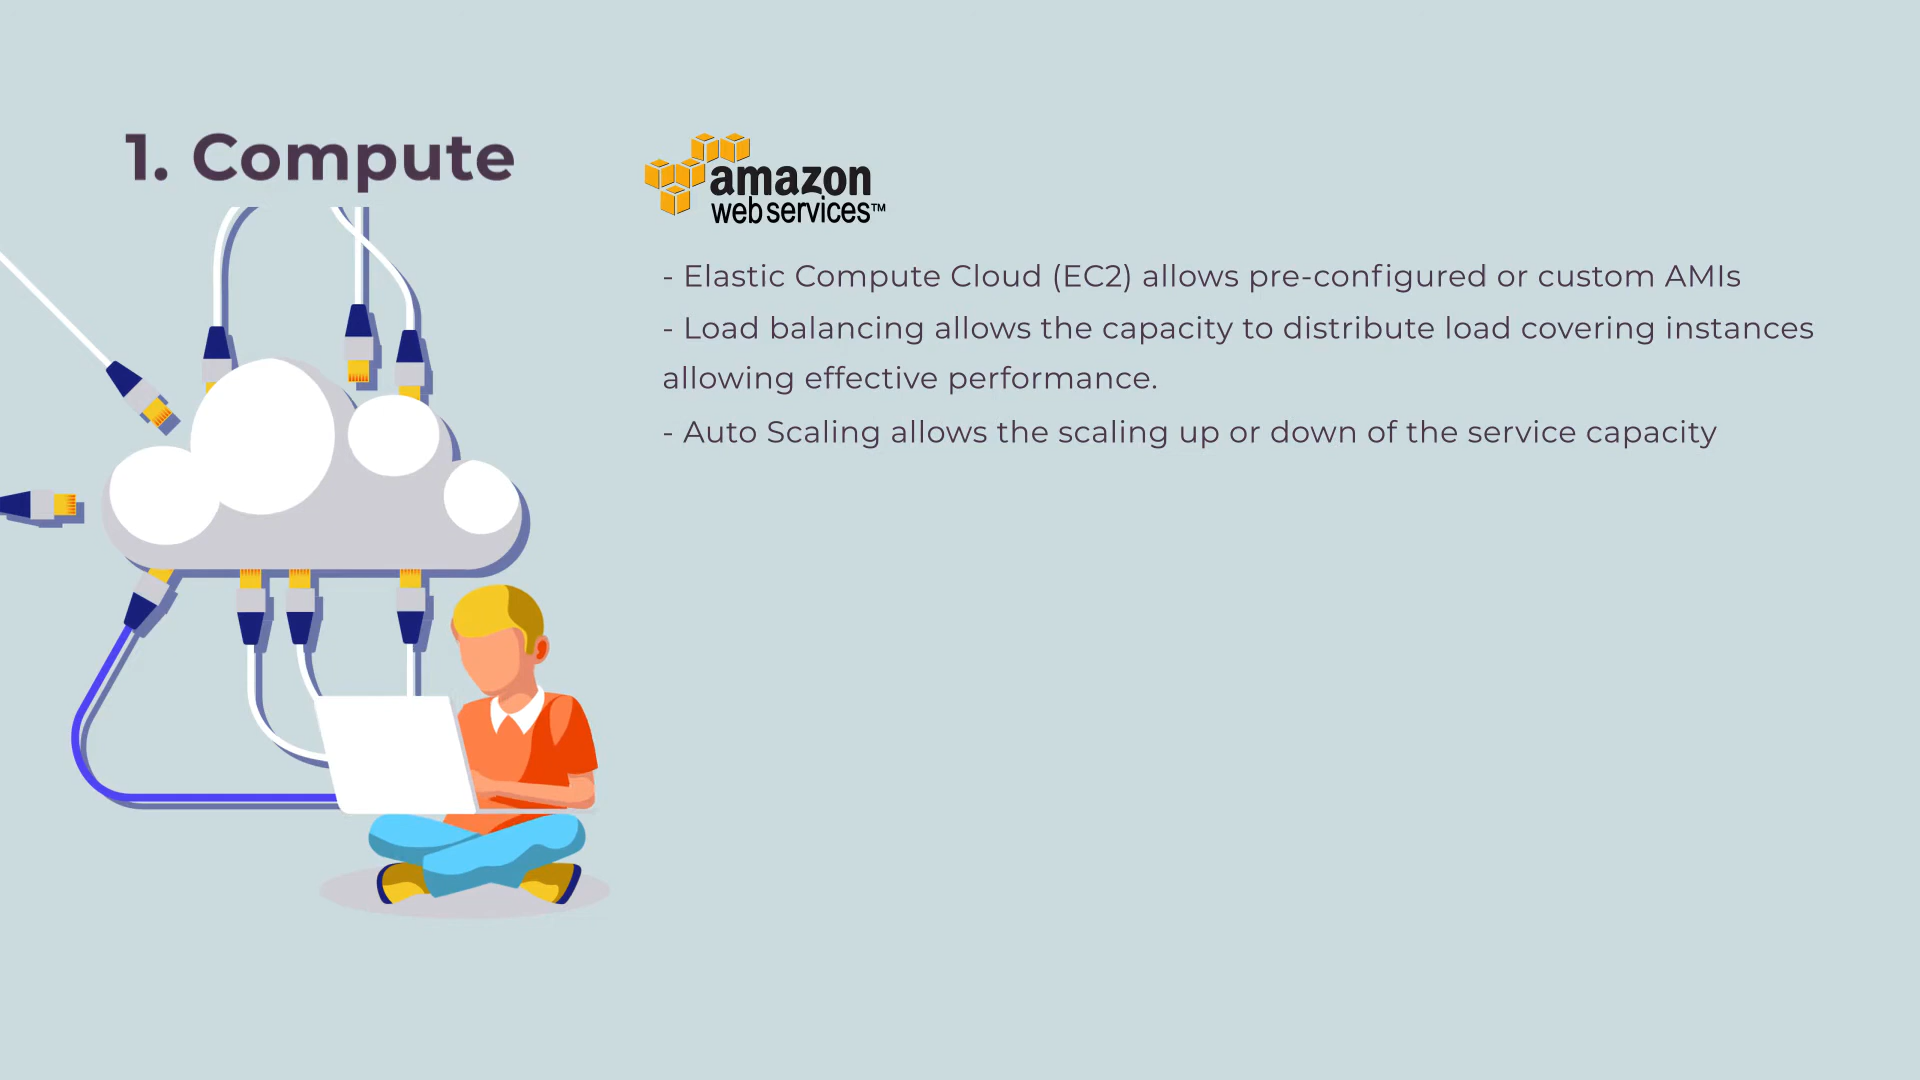 1. Compute
amazon
webservices™
- Elastic Compute Cloud (EC2) allows pre-configured or custom AMIs
- Load balancing allows the capacity to distribute load covering instances
allowing effective performance.
- Auto Scaling allows the scaling up or down of the service capacity